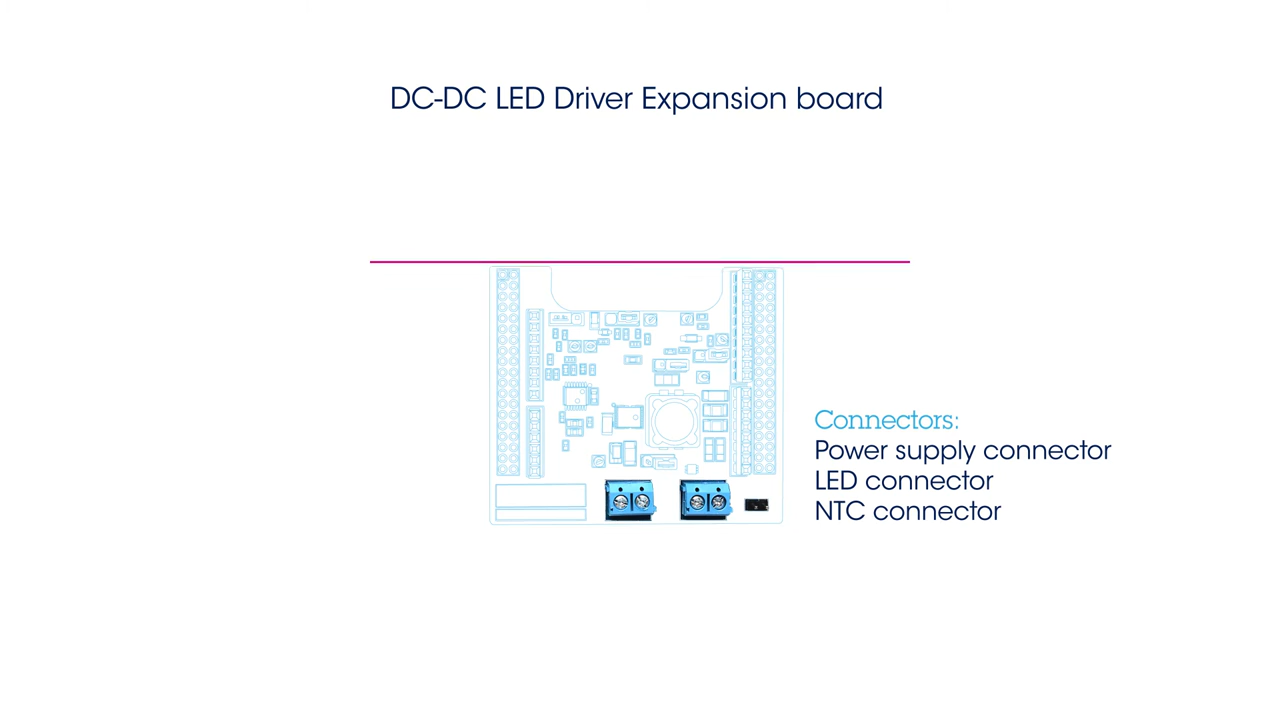 DC-DC LED Driver Expansion board
Connectors:
Power supply connector
LED connector
NTC connector